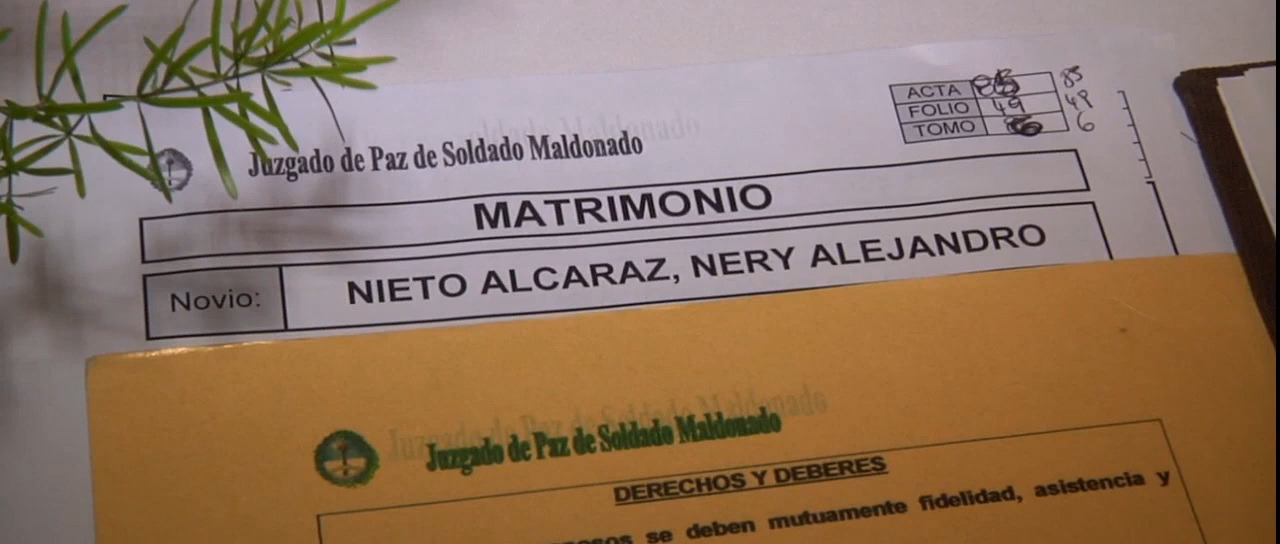 ACTA 85
FOLIO 49 49
TOMO 6
Juzgado de Paz de Soldado Maldonado
MATRIMONIO
Novio: NIETO ALCARAZ, NERY ALEJANDRO
Juzgado de Paz de Soldado Maldonado
DERECHOS Y DEBERES
se deben mutuamente fidelidad, asistencia y